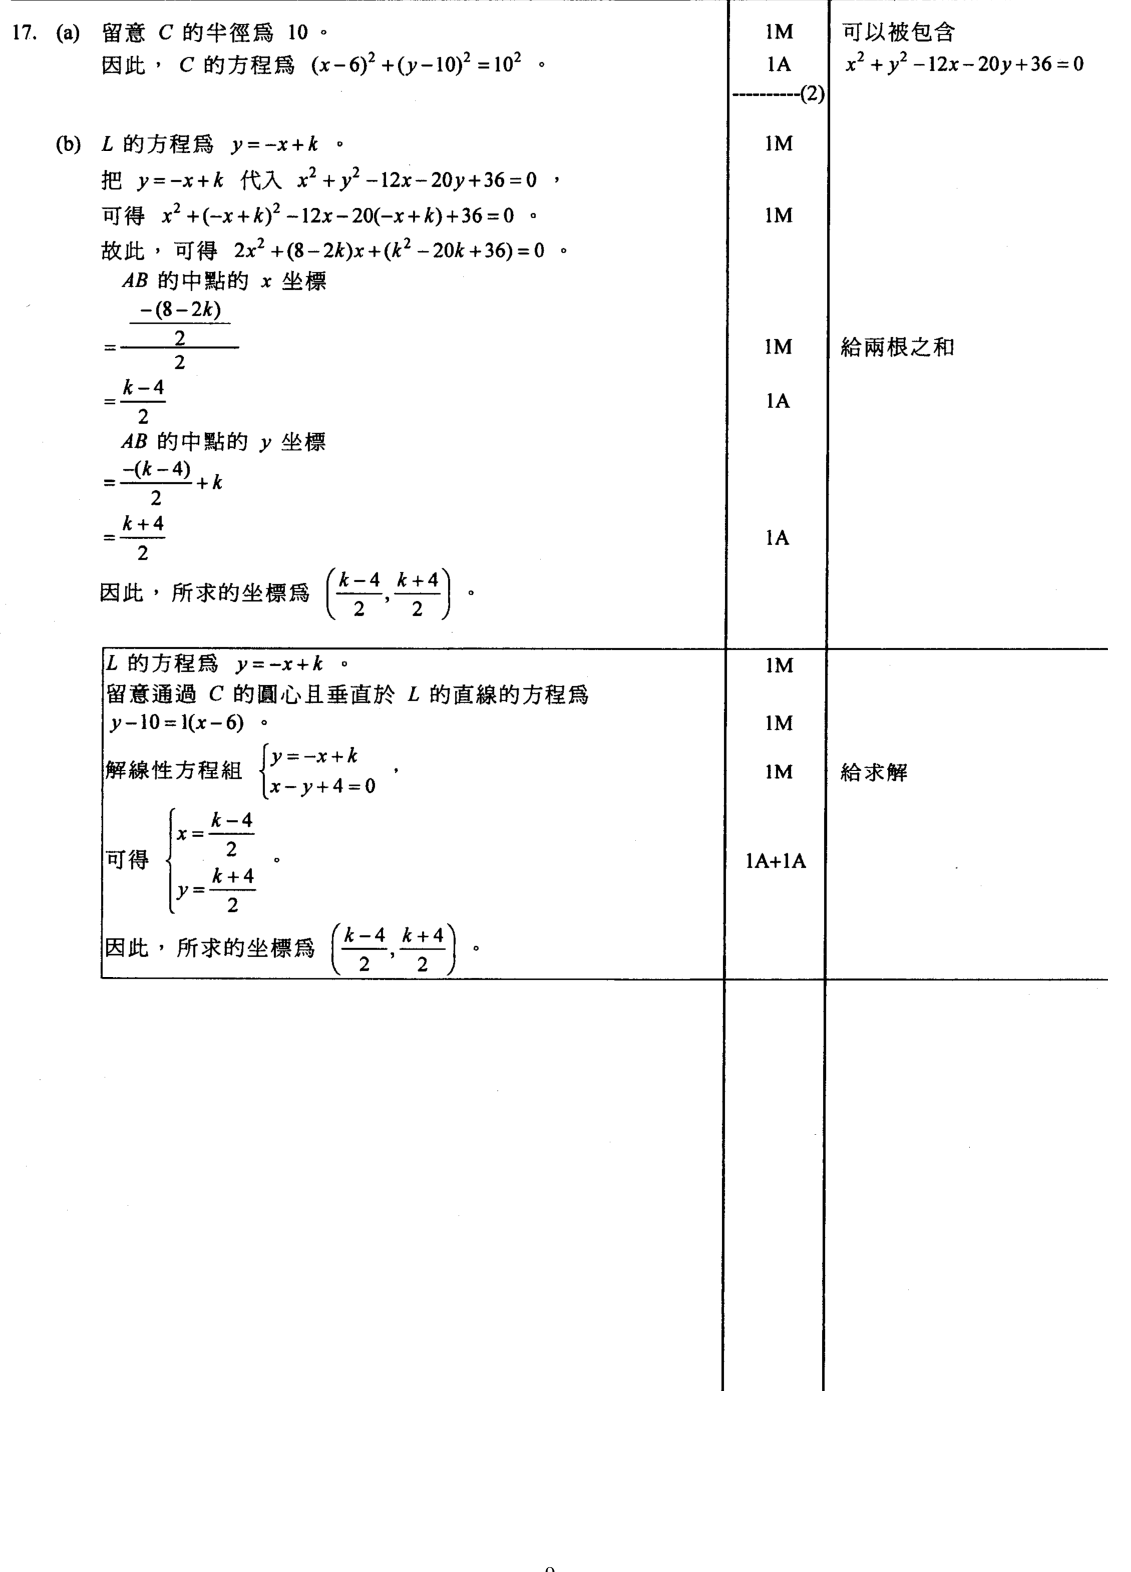 17. (a) 留意 C 的半徑爲 10 。 1M 可以被包含
因此, C 的方程爲 (x−6)² + (y−10)² = 10² 。 1A x² + y² −12x−20y+36=0
----------(2)
(b) L 的方程爲 y=−x+k 。 1M
把 y=−x+k 代入 x² + y² −12x−20y+36=0 ,
可得 x² +(−x+k)² −12x−20(−x+k)+36=0 。 1M
故此,可得 2x² +(8−2k)x+(k² −20k+36)=0 。
AB 的中點的 x 坐標
= (−(8−2k)/2)/2 1M 給兩根之和
= (k−4)/2 1A
AB 的中點的 y 坐標
= −(k−4)/2 + k
= (k+4)/2 1A
因此,所求的坐標爲 ((k−4)/2, (k+4)/2) 。
L 的方程爲 y=−x+k 。 1M
留意通過 C 的圓心且垂直於 L 的直線的方程爲
y−10=1(x−6) 。 1M
解線性方程組 { y=−x+k
x−y+4=0 , 1M 給求解
可得 { x=(k−4)/2
y=(k+4)/2 。 1A+1A
因此,所求的坐標爲 ((k−4)/2, (k+4)/2) 。